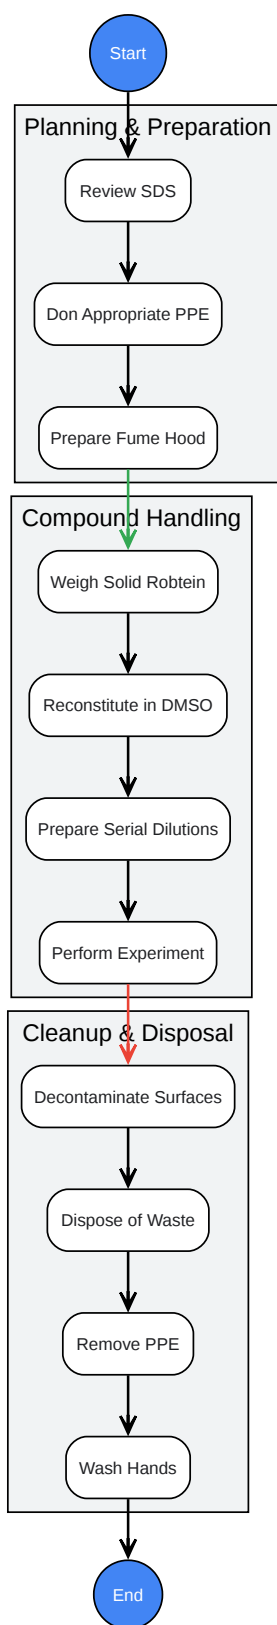 Start
Planning & Preparation
Review SDS
Don Appropriate PPE
Prepare Fume Hood
Compound Handling
Weigh Solid Robtein
Reconstitute in DMSO
Prepare Serial Dilutions
Perform Experiment
Cleanup & Disposal
Decontaminate Surfaces
Dispose of Waste
Remove PPE
Wash Hands
End